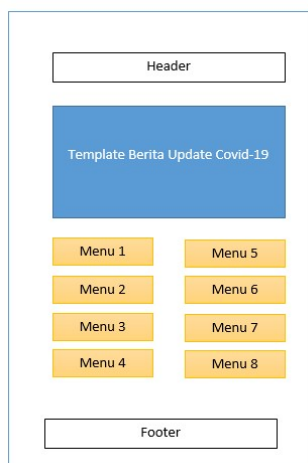 Header
Template Berita Update Covid-19
Menu 1
Menu 5
Menu 2
Menu 6
Menu 3
Menu 7
Menu 4
Menu 8
Footer